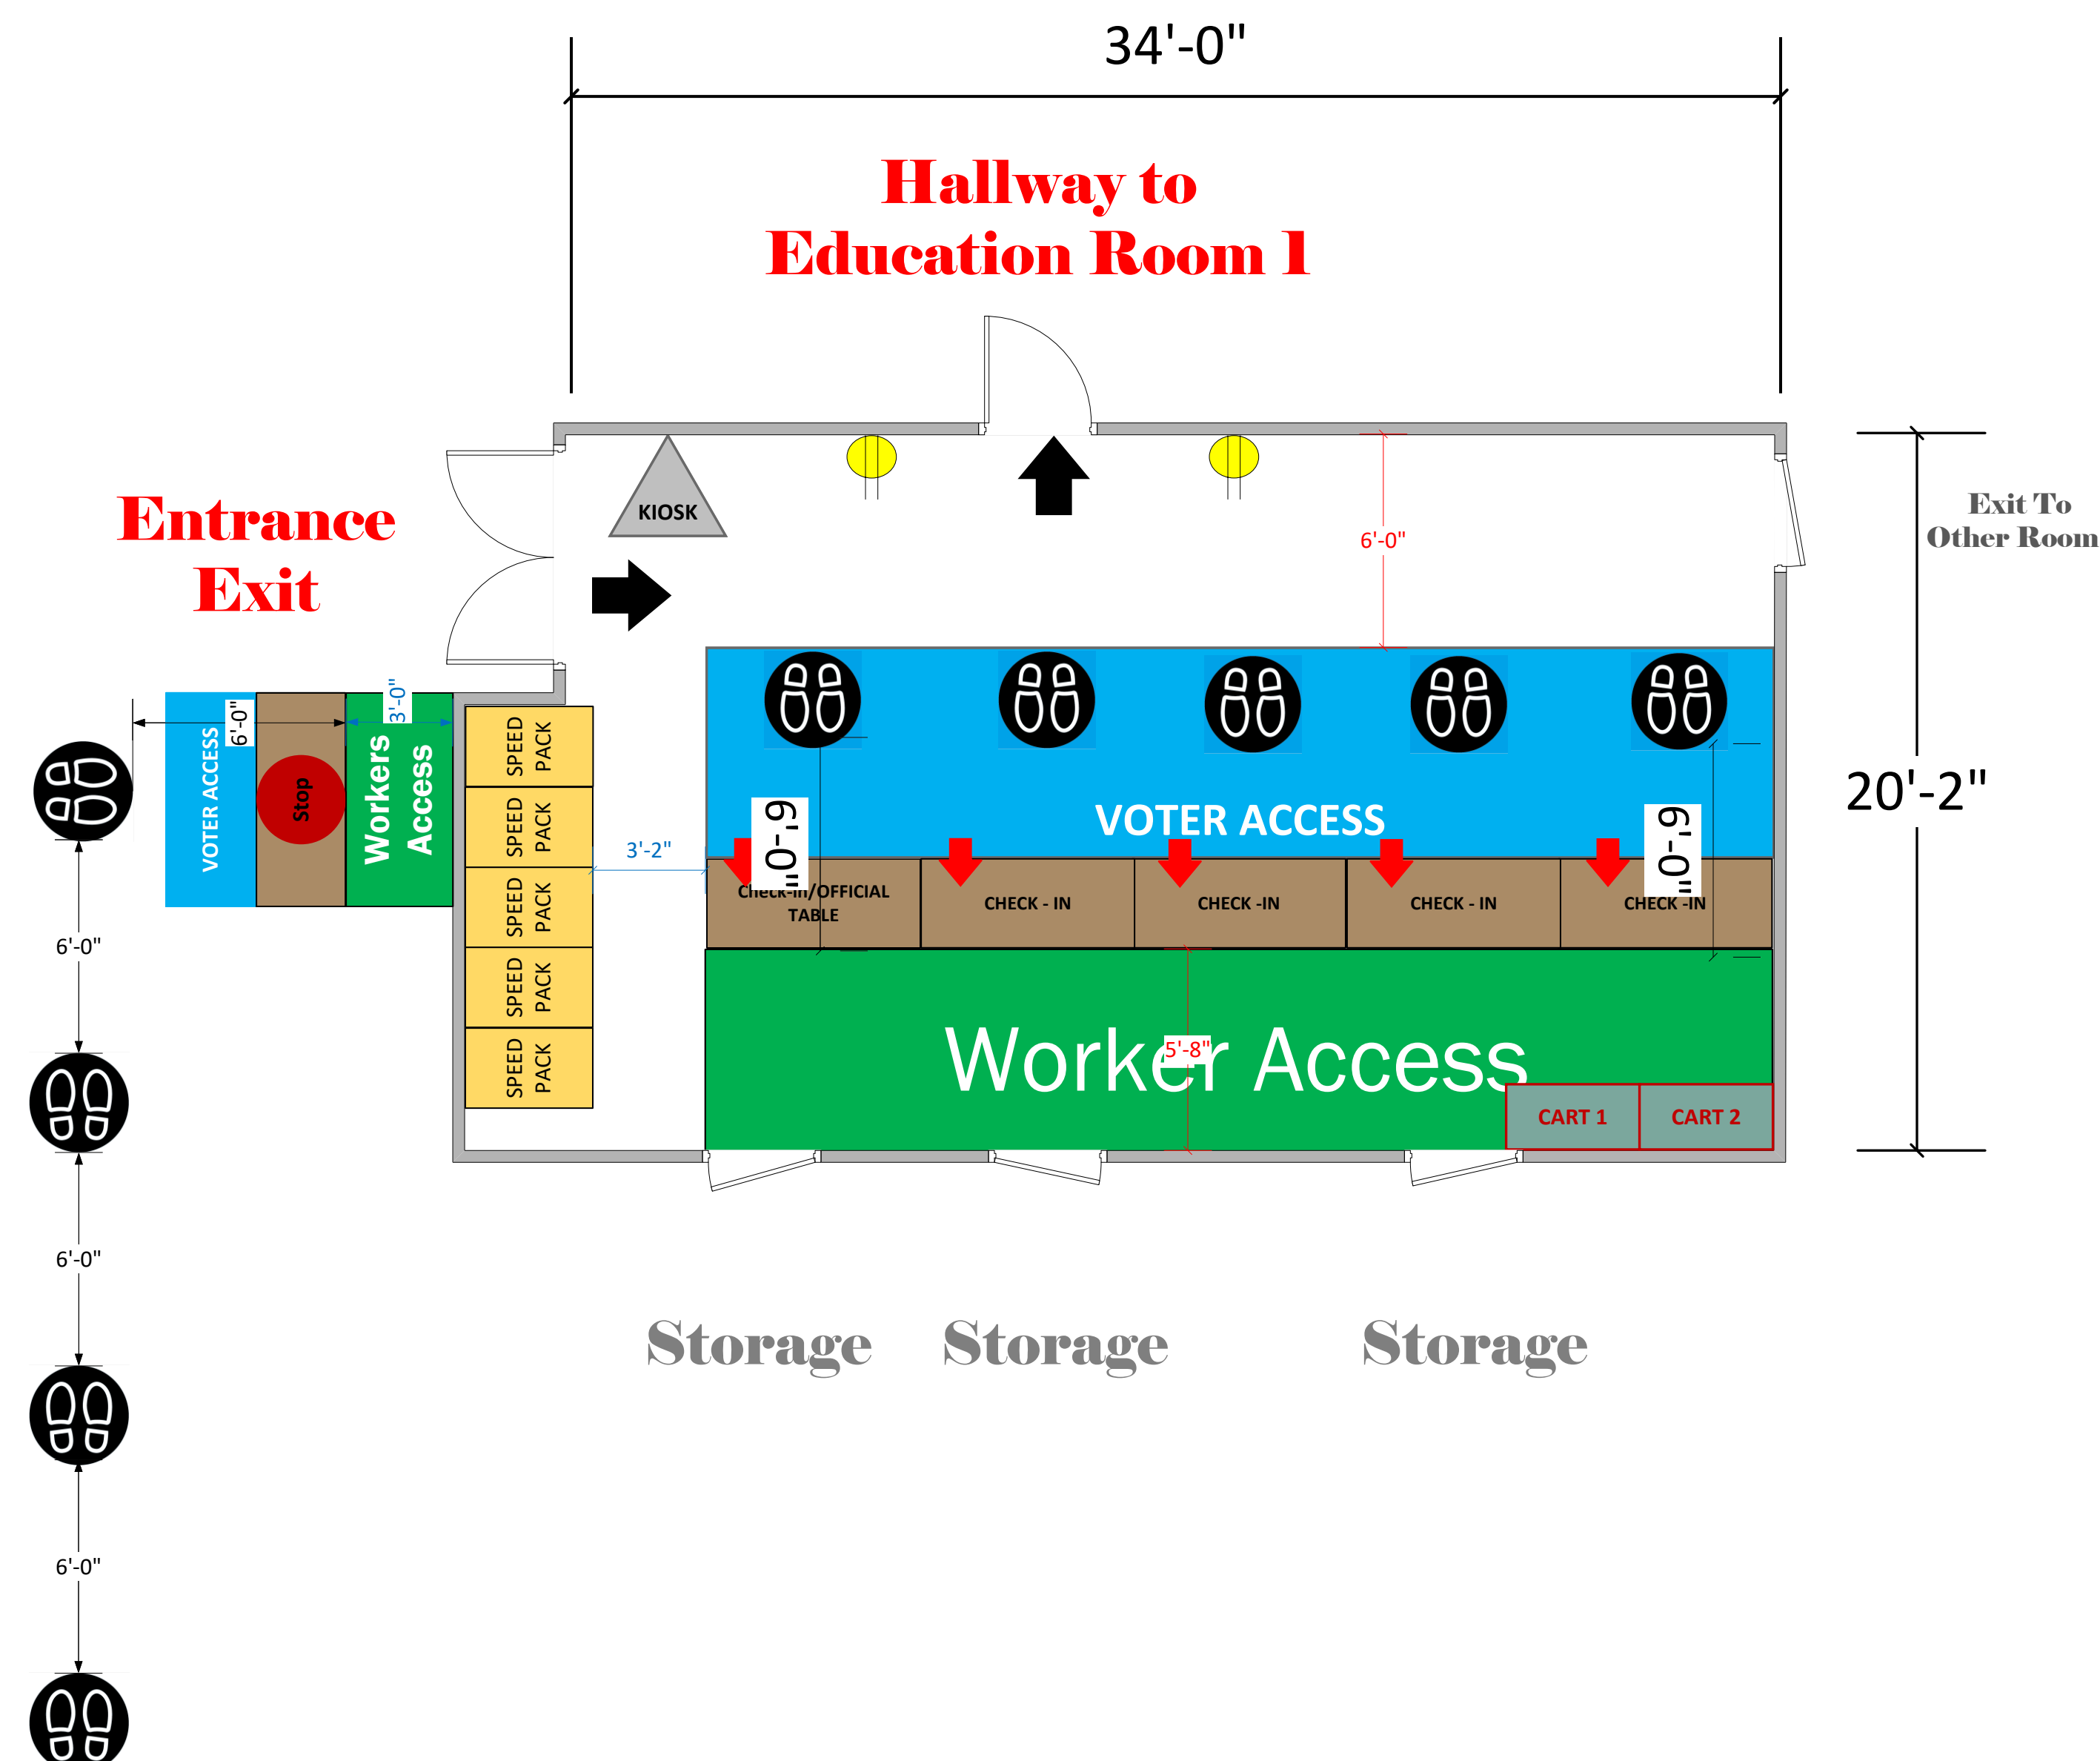 34'-0"
Hallway to
Education Room 1
KIOSK
Entrance
Exit
Exit To
Other Room
6'-0"
3'-0"
6'-0"
VOTER ACCESS
Stop
Workers
Access
SPEED
PACK
SPEED
PACK
SPEED
PACK
SPEED
PACK
SPEED
PACK
3'-2"
VOTER ACCESS
6'-0"
6'-0"
20'-2"
Check-in/OFFICIAL
TABLE
CHECK - IN
CHECK -IN
CHECK - IN
CHECK -IN
6'-0"
Worker Access
5'-8"
CART 1
CART 2
6'-0"
Storage
Storage
Storage
6'-0"